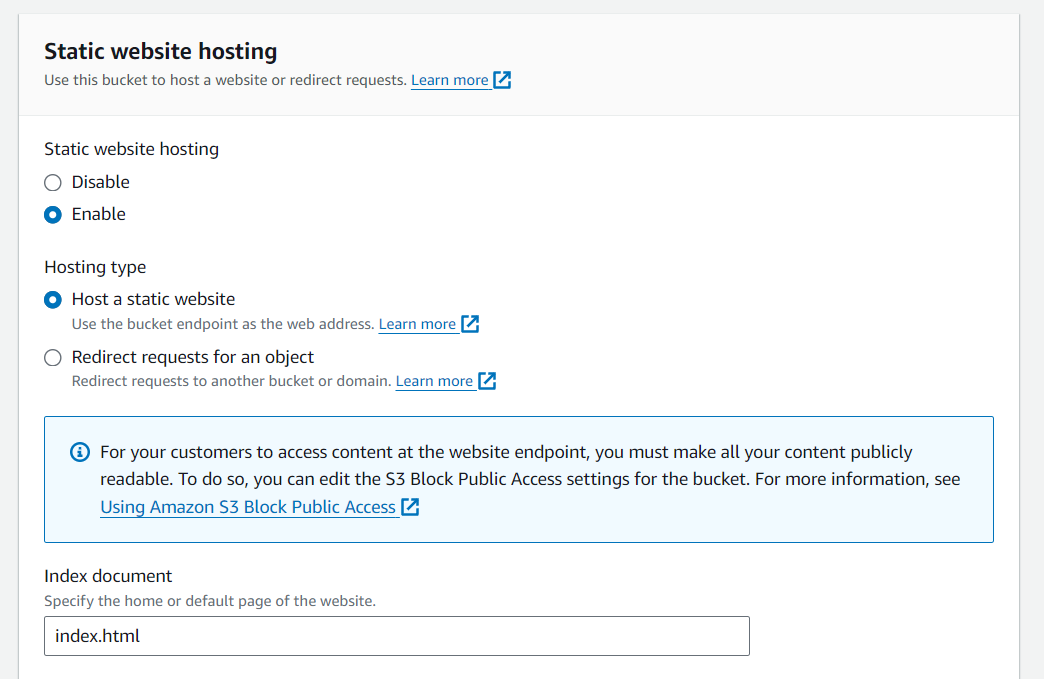 Static website hosting
Use this bucket to host a website or redirect requests. Learn more
Static website hosting
Disable
Enable
Hosting type
Host a static website
Use the bucket endpoint as the web address. Learn more
Redirect requests for an object
Redirect requests to another bucket or domain. Learn more
For your customers to access content at the website endpoint, you must make all your content publicly
readable. To do so, you can edit the S3 Block Public Access settings for the bucket. For more information, see
Using Amazon S3 Block Public Access
Index document
Specify the home or default page of the website.
index.html